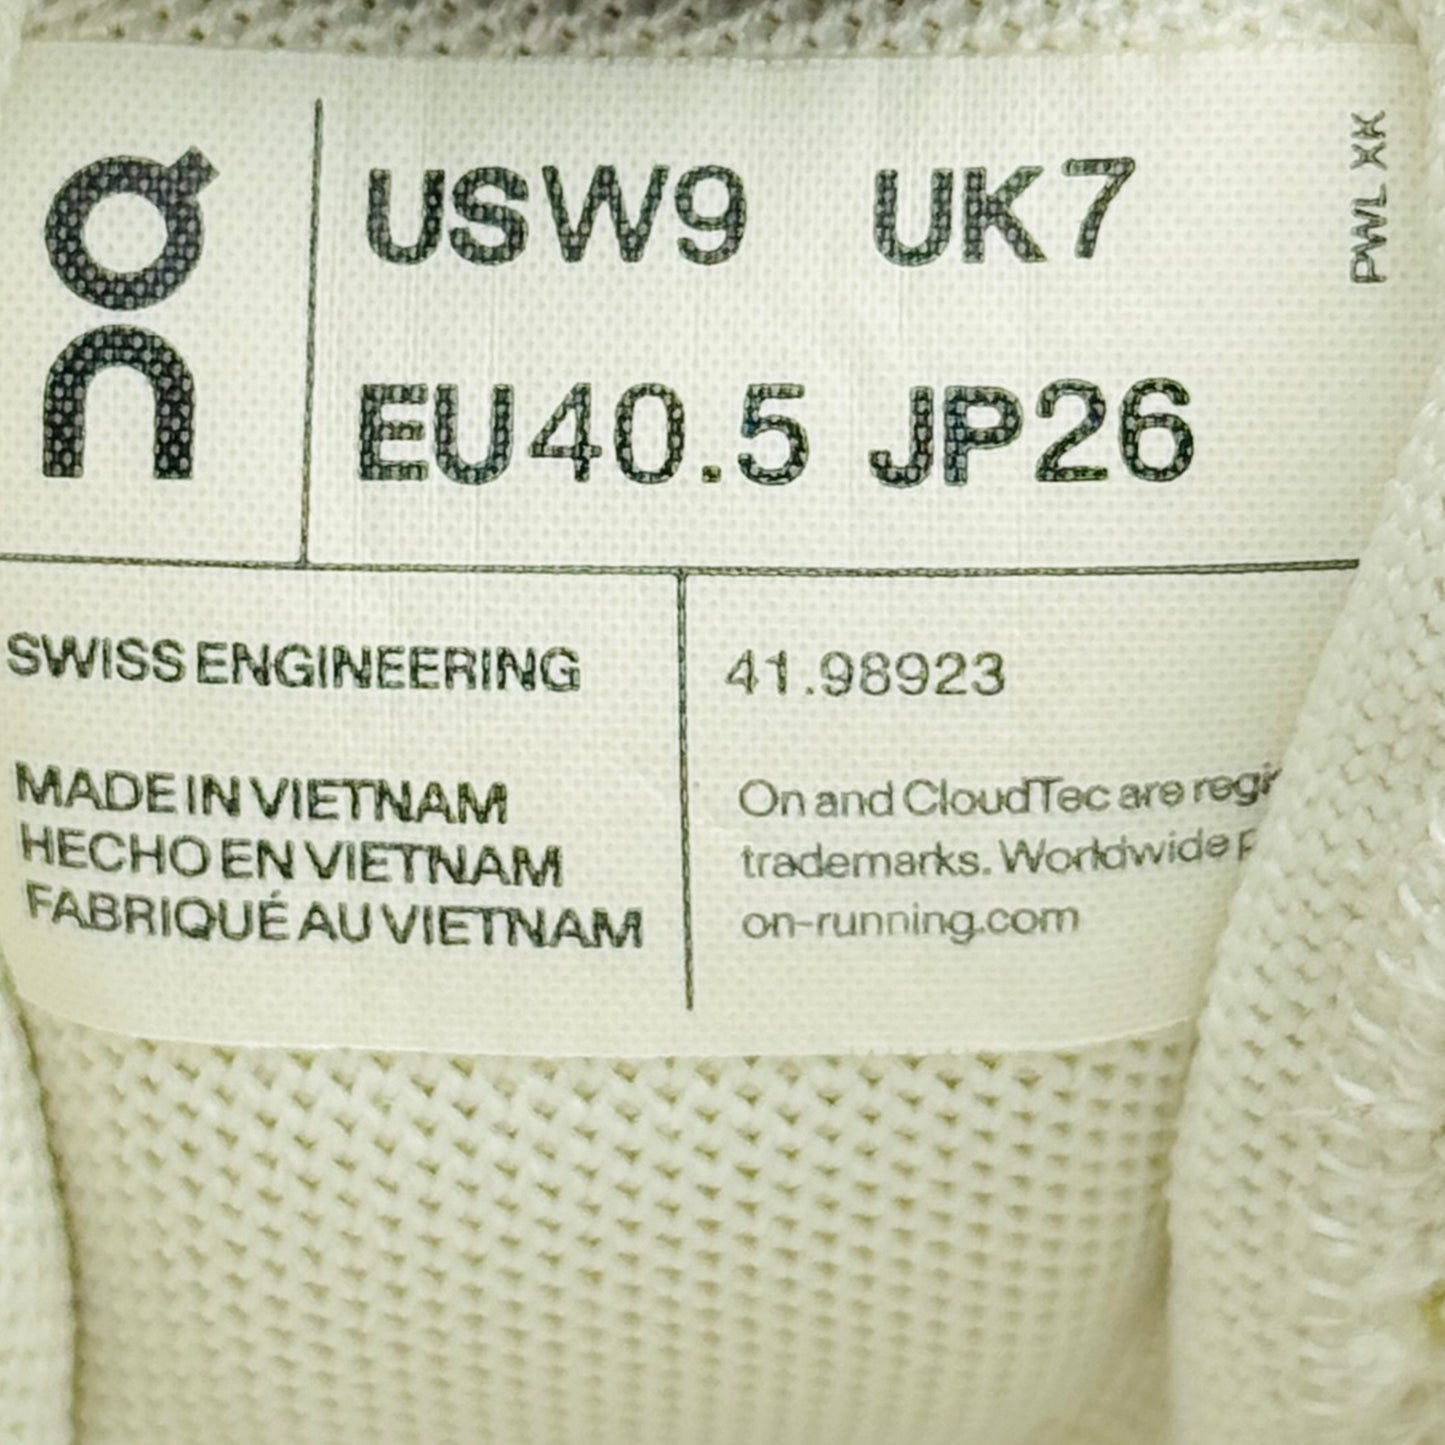 On
USW9 UK7
EU40.5 JP26
PWL XK
SWISS ENGINEERING
MADE IN VIETNAM
HECHO EN VIETNAM
FABRIQUÉ AU VIETNAM
41.98923
On and CloudTec are
trademarks. Worldwide
on-running.com